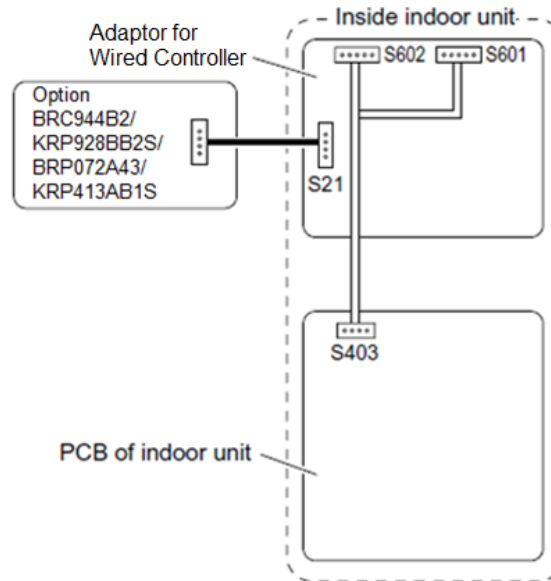 Inside indoor unit
Adaptor for
Wired Controller
S602
S601
Option
BRC944B2/
KRP928BB2S/
BRP072A43/
KRP413AB1S
S21
S403
PCB of indoor unit